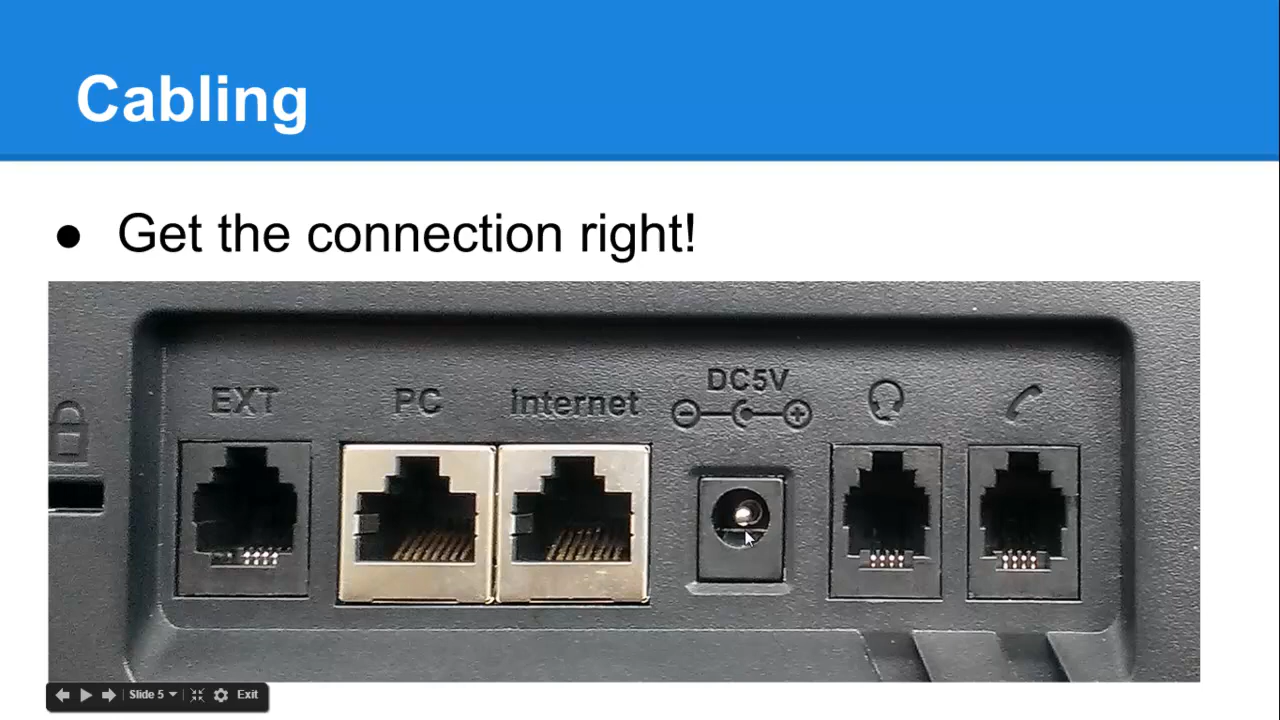 Cabling
● Get the connection right!
EXT PC Internet DC5V
Slide 5 Exit